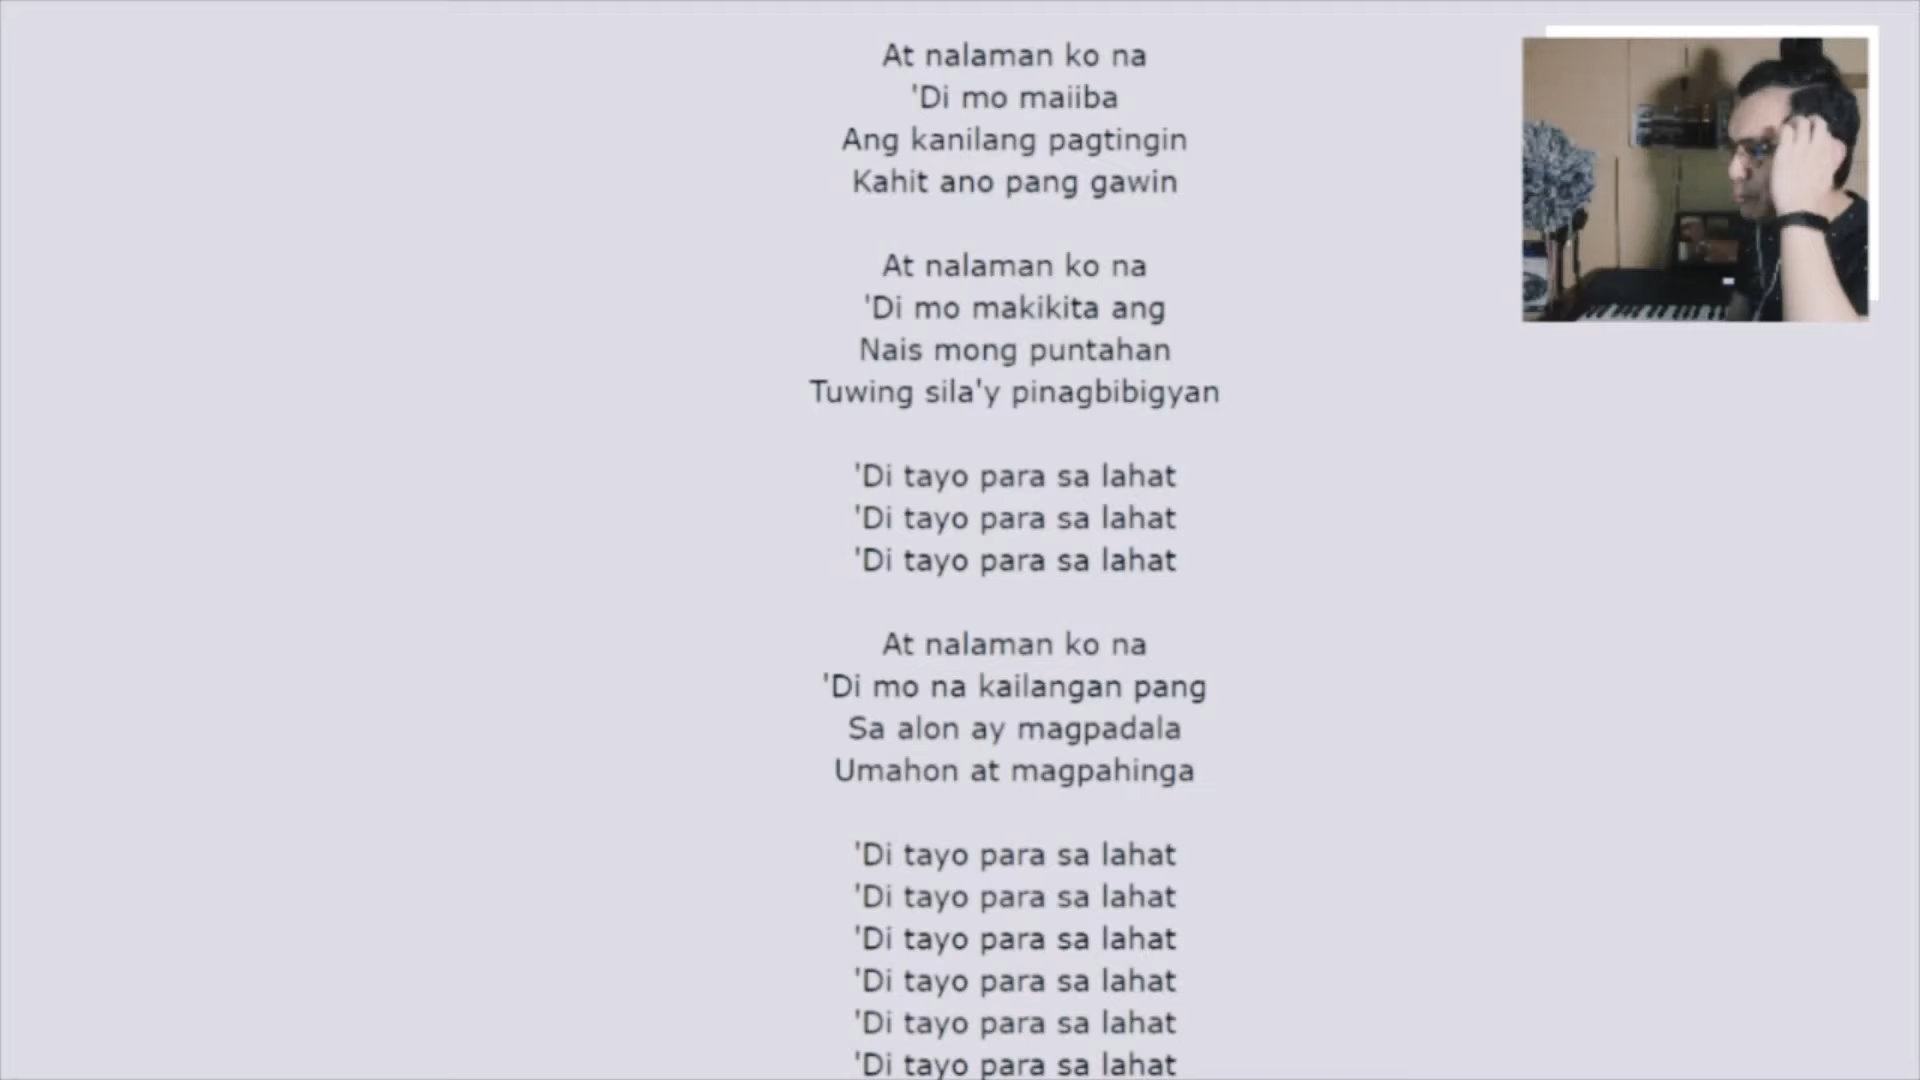 At nalaman ko na
'Di mo maiiba
Ang kanilang pagtingin
Kahit ano pang gawin
At nalaman ko na
'Di mo makikita ang
Nais mong puntahan
Tuwing sila'y pinagbibigyan
'Di tayo para sa lahat
'Di tayo para sa lahat
'Di tayo para sa lahat
At nalaman ko na
'Di mo na kailangan pang
Sa alon ay magpadala
Umahon at magpahinga
'Di tayo para sa lahat
'Di tayo para sa lahat
'Di tayo para sa lahat
'Di tayo para sa lahat
'Di tayo para sa lahat
'Di tayo para sa lahat